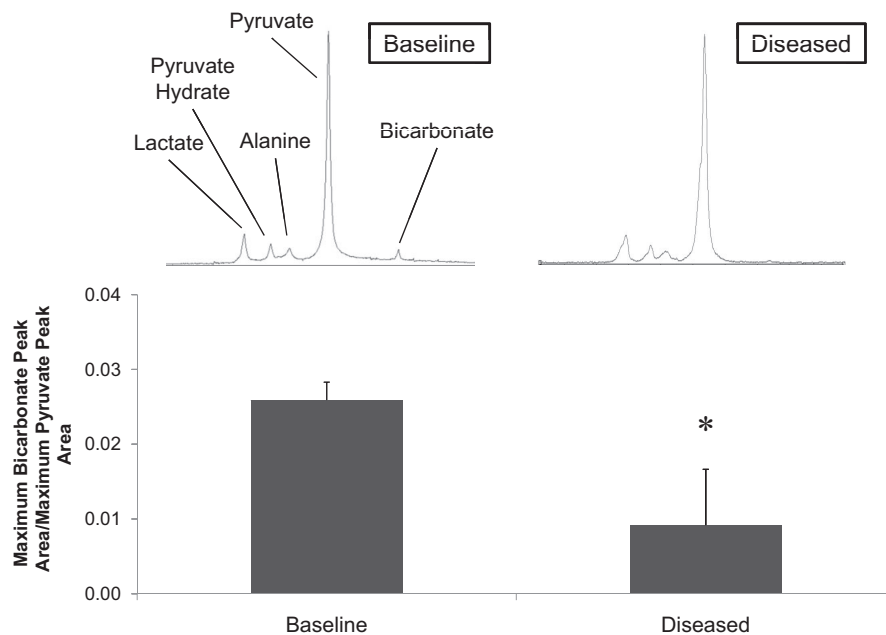 Pyruvate
Baseline
Diseased
Pyruvate
Hydrate
Lactate
Alanine
Bicarbonate
Maximum Bicarbonate Peak
Area/Maximum Pyruvate Peak
Area
0.04
0.03
0.02
0.01
0.00
*
Baseline
Diseased